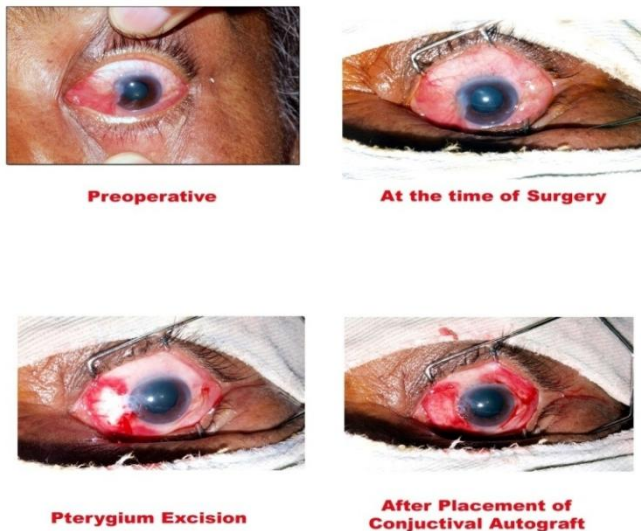 Preoperative
At the time of Surgery
Pterygium Excision
After Placement of
Conjuctival Autograft